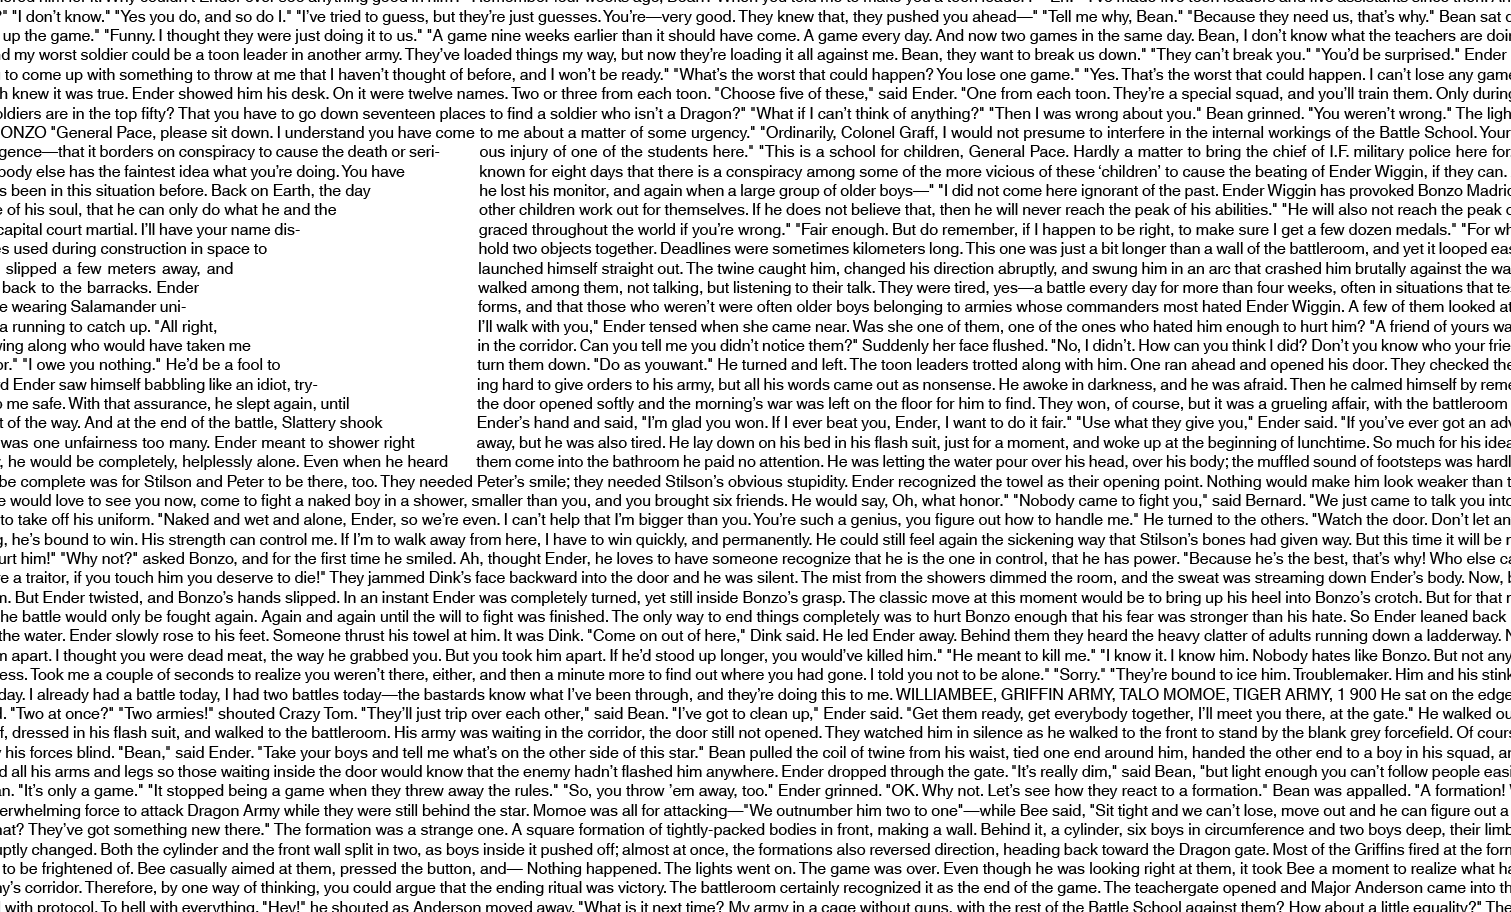 ?" "I don't know." "Yes you do, and so do I." "I've tried to guess, but they're just guesses. You're—very good. They knew that, they pushed you ahead—" "Tell me why, Bean." "Because they need us, that's why." Bean sat
up the game." "Funny. I thought they were just doing it to us." "A game nine weeks earlier than it should have come. A game every day. And now two games in the same day. Bean, I don't know what the teachers are doi
nd my worst soldier could be a toon leader in another army. They've loaded things my way, but now they're loading it all against me. Bean, they want to break us down." "They can't break you." "You'd be surprised." Ender
to come up with something to throw at me that I haven't thought of before, and I won't be ready." "What's the worst that could happen? You lose one game." "Yes. That's the worst that could happen. I can't lose any game
h knew it was true. Ender showed him his desk. On it were twelve names. Two or three from each toon. "Choose five of these," said Ender. "One from each toon. They're a special squad, and you'll train them. Only during
oldiers are in the top fifty? That you have to go down seventeen places to find a soldier who isn't a Dragon?" "What if I can't think of anything?" "Then I was wrong about you." Bean grinned. "You weren't wrong." The ligh
ONZO "General Pace, please sit down. I understand you have come to me about a matter of some urgency." "Ordinarily, Colonel Graff, I would not presume to interfere in the internal workings of the Battle School. Your
gence—that it borders on conspiracy to cause the death or seri- ous injury of one of the students here." "This is a school for children, General Pace. Hardly a matter to bring the chief of I.F. military police here for
body else has the faintest idea what you're doing. You have known for eight days that there is a conspiracy among some of the more vicious of these ‘children’ to cause the beating of Ender Wiggin, if they can.
s been in this situation before. Back on Earth, the day he lost his monitor, and again when a large group of older boys—" "I did not come here ignorant of the past. Ender Wiggin has provoked Bonzo Madri
e of his soul, that he can only do what he and the other children work out for themselves. If he does not believe that, then he will never reach the peak of his abilities." "He will also not reach the peak
capital court martial. I'll have your name dis- graced throughout the world if you're wrong." "Fair enough. But do remember, if I happen to be right, to make sure I get a few dozen medals." "For wh
es used during construction in space to hold two objects together. Deadlines were sometimes kilometers long. This one was just a bit longer than a wall of the battleroom, and yet it looped eas
slipped a few meters away, and launched himself straight out. The twine caught him, changed his direction abruptly, and swung him in an arc that crashed him brutally against the wa
back to the barracks. Ender walked among them, not talking, but listening to their talk. They were tired, yes—a battle every day for more than four weeks, often in situations that te
e wearing Salamander uni- forms, and that those who weren't were often older boys belonging to armies whose commanders most hated Ender Wiggin. A few of them looked at
a running to catch up. "All right, I'll walk with you," Ender tensed when she came near. Was she one of them, one of the ones who hated him enough to hurt him? "A friend of yours wa
ving along who would have taken me in the corridor. Can you tell me you didn't notice them?" Suddenly her face flushed. "No, I didn't. How can you think I did? Don't you know who your frie
or." "I owe you nothing." He'd be a fool to turn them down. "Do as youwant." He turned and left. The toon leaders trotted along with him. One ran ahead and opened his door. They checked the
d Ender saw himself babbling like an idiot, try- ing hard to give orders to his army, but all his words came out as nonsense. He awoke in darkness, and he was afraid. Then he calmed himself by reme
p me safe. With that assurance, he slept again, until the door opened softly and the morning's war was left on the floor for him to find. They won, of course, but it was a grueling affair, with the battleroom
t of the way. And at the end of the battle, Slattery shook Ender's hand and said, "I'm glad you won. If I ever beat you, Ender, I want to do it fair." "Use what they give you," Ender said. "If you've ever got an adv
was one unfairness too many. Ender meant to shower right away, but he was also tired. He lay down on his bed in his flash suit, just for a moment, and woke up at the beginning of lunchtime. So much for his idea
, he would be completely, helplessly alone. Even when he heard them come into the bathroom he paid no attention. He was letting the water pour over his head, over his body; the muffled sound of footsteps was hardl
be complete was for Stilson and Peter to be there, too. They needed Peter's smile; they needed Stilson's obvious stupidity. Ender recognized the towel as their opening point. Nothing would make him look weaker than t
e would love to see you now, come to fight a naked boy in a shower, smaller than you, and you brought six friends. He would say, Oh, what honor." "Nobody came to fight you," said Bernard. "We just came to talk you into
to take off his uniform. "Naked and wet and alone, Ender, so we're even. I can't help that I'm bigger than you. You're such a genius, you figure out how to handle me." He turned to the others. "Watch the door. Don't let an
g, he's bound to win. His strength can control me. If I'm to walk away from here, I have to win quickly, and permanently. He could still feel again the sickening way that Stilson's bones had given way. But this time it will be
urt him!" "Why not?" asked Bonzo, and for the first time he smiled. Ah, thought Ender, he loves to have someone recognize that he is the one in control, that he has power. "Because he's the best, that's why! Who else ca
e a traitor, if you touch him you deserve to die!" They jammed Dink's face backward into the door and he was silent. The mist from the showers dimmed the room, and the sweat was streaming down Ender's body. Now,
n. But Ender twisted, and Bonzo's hands slipped. In an instant Ender was completely turned, yet still inside Bonzo's grasp. The classic move at this moment would be to bring up his heel into Bonzo's crotch. But for that
he battle would only be fought again. Again and again until the will to fight was finished. The only way to end things completely was to hurt Bonzo enough that his fear was stronger than his hate. So Ender leaned back
the water. Ender slowly rose to his feet. Someone thrust his towel at him. It was Dink. "Come on out of here," Dink said. He led Ender away. Behind them they heard the heavy clatter of adults running down a ladderway.
m apart. I thought you were dead meat, the way he grabbed you. But you took him apart. If he'd stood up longer, you would've killed him." "He meant to kill me." "I know it. I know him. Nobody hates like Bonzo. But not any
ess. Took me a couple of seconds to realize you weren't there, either, and then a minute more to find out where you had gone. I told you not to be alone." "Sorry." "They're bound to ice him. Troublemaker. Him and his stink
day. I already had a battle today, I had two battles today—the bastards know what I've been through, and they're doing this to me. WILLIAMBEE, GRIFFIN ARMY, TALO MOMOE, TIGER ARMY, 1 900 He sat on the edge
l. "Two at once?" "Two armies!" shouted Crazy Tom. "They'll just trip over each other," said Bean. "I've got to clean up," Ender said. "Get them ready, get everybody together, I'll meet you there, at the gate." He walked ou
f, dressed in his flash suit, and walked to the battleroom. His army was waiting in the corridor, the door still not opened. They watched him in silence as he walked to the front to stand by the blank grey forcefield. Of cours
y his forces blind. "Bean," said Ender. "Take your boys and tell me what's on the other side of this star." Bean pulled the coil of twine from his waist, tied one end around him, handed the other end to a boy in his squad, an
d all his arms and legs so those waiting inside the door would know that the enemy hadn't flashed him anywhere. Ender dropped through the gate. "It's really dim," said Bean, "but light enough you can't follow people easi
an. "It's only a game." "It stopped being a game when they threw away the rules." "So, you throw 'em away, too." Ender grinned. "OK. Why not. Let's see how they react to a formation." Bean was appalled. "A formation!
erwhelming force to attack Dragon Army while they were still behind the star. Momoe was all for attacking—"We outnumber him two to one"—while Bee said, "Sit tight and we can't lose, move out and he can figure out a
hat? They've got something new there." The formation was a strange one. A square formation of tightly-packed bodies in front, making a wall. Behind it, a cylinder, six boys in circumference and two boys deep, their limb
uptly changed. Both the cylinder and the front wall split in two, as boys inside it pushed off; almost at once, the formations also reversed direction, heading back toward the Dragon gate. Most of the Griffins fired at the form
to be frightened of. Bee casually aimed at them, pressed the button, and— Nothing happened. The lights went on. The game was over. Even though he was looking right at them, it took Bee a moment to realize what ha
ny's corridor. Therefore, by one way of thinking, you could argue that the ending ritual was victory. The battleroom certainly recognized it as the end of the game. The teachergate opened and Major Anderson came into th
with protocol. To hell with everything. "Hey!" he shouted as Anderson moved away. "What is it next time? My army in a cage without guns, with the rest of the Battle School against them? How about a little equality?" Tha